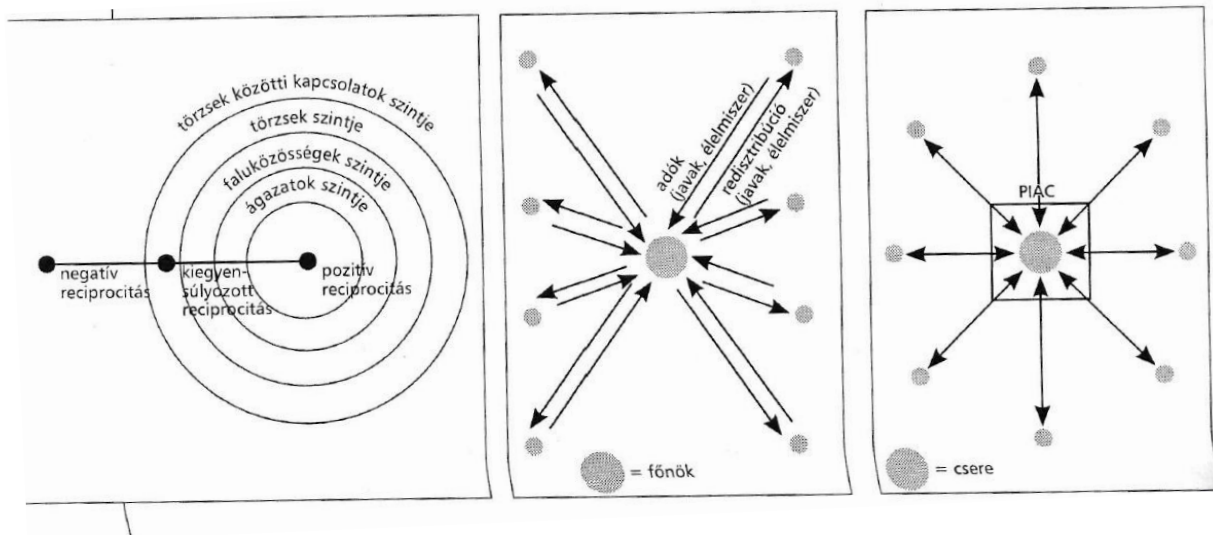 törzsek közötti kapcsolatok szintje
törzsek szintje
faluközösségek szintje
ágazatok szintje
negatív
reciprocitás
kiegyen-
súlyozott
reciprocitás
pozitív
reciprocitás
adók
(javak, élelmiszer)
redisztribúció
(javak, élelmiszer)
= főnök
PIAC
= csere